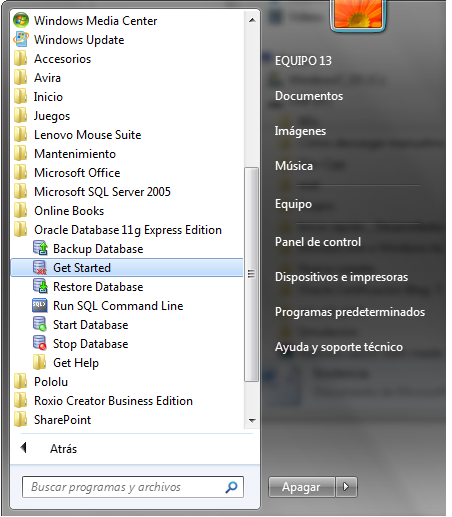 Windows Media Center
Windows Update
Accesorios
Avira
Inicio
Juegos
Lenovo Mouse Suite
Mantenimiento
Microsoft Office
Microsoft SQL Server 2005
Online Books
Oracle Database 11g Express Edition
Backup Database
Get Started
Restore Database
Run SQL Command Line
Start Database
Stop Database
Get Help
Pololu
Roxio Creator Business Edition
SharePoint
Atrás
Buscar programas y archivos
EQUIPO 13
Documentos
Imágenes
Música
Equipo
Panel de control
Dispositivos e impresoras
Programas predeterminados
Ayuda y soporte técnico
Apagar